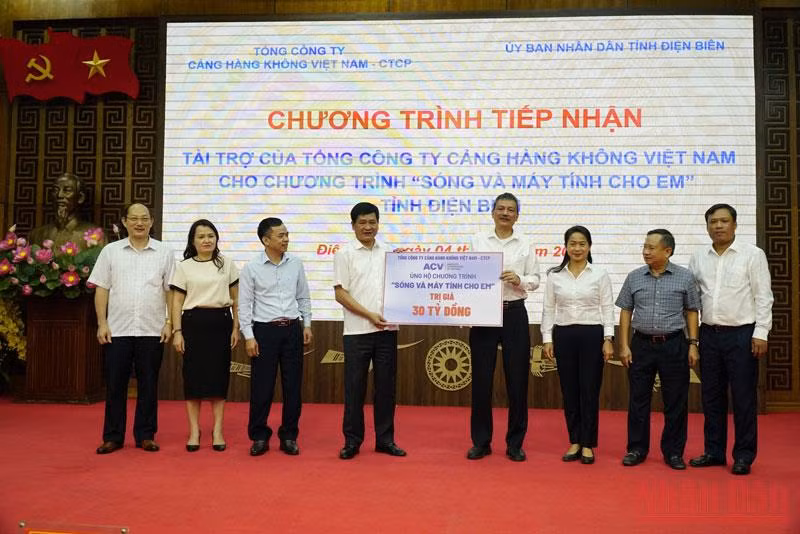 TỔNG CÔNG TY
CẢNG HÀNG KHÔNG VIỆT NAM - CTCP
ỦY BAN NHÂN DÂN TỈNH ĐIỆN BIÊN
CHƯƠNG TRÌNH TIẾP NHẬN
TÀI TRỢ CỦA TỔNG CÔNG TY CẢNG HÀNG KHÔNG VIỆT NAM
CHO CHƯƠNG TRÌNH "SÓNG VÀ MÁY TÍNH CHO EM"
TỈNH ĐIỆN BIÊN
ngày 04
TỔNG CÔNG TY CẢNG HÀNG KHÔNG VIỆT NAM - CTCP
ACV
ỦNG HỘ CHƯƠNG TRÌNH
"SÓNG VÀ MÁY TÍNH CHO EM"
TRỊ GIÁ
30 TỶ ĐỒNG